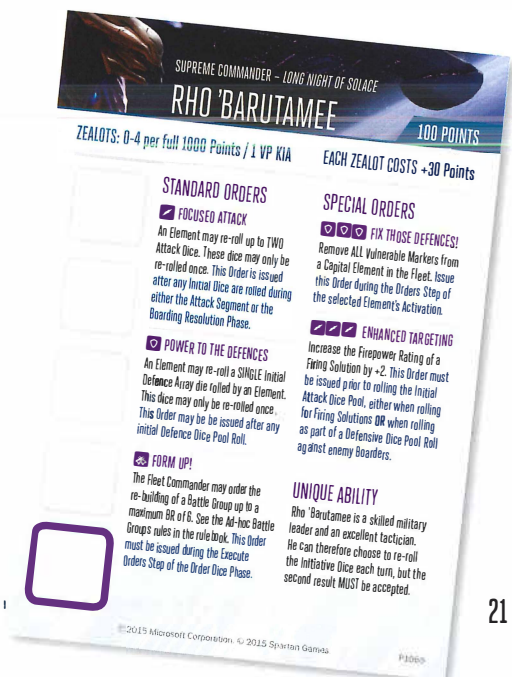 SUPREME COMMANDER – LONG NIGHT OF SOLACE
RHO 'BARUTAMEE
100 POINTS
ZEALOTS: 0-4 per full 1000 Points / 1 VP KIA
EACH ZEALOT COSTS +30 Points
STANDARD ORDERS
FOCUSED ATTACK
An Element may re-roll up to TWO
Attack Dice. These dice may only be
re-rolled once. This Order is issued
after any Initial Dice are rolled during
either the Attack Segment or the
Boarding Resolution Phase.
POWER TO THE DEFENCES
An Element may re-roll a SINGLE Initial
Defence Array die rolled by an Element.
This dice may only be re-rolled once.
This Order may be be issued after any
initial Defence Dice Pool Roll.
FORM UP!
The Fleet Commander may order the
re-building of a Battle Group up to a
maximum BR of 6. See the Ad-hoc Battle
Groups rules in the rulebook. This Order
must be issued during the Execute
Orders Step of the Order Dice Phase.
SPECIAL ORDERS
FIX THOSE DEFENCES!
Remove ALL Vulnerable Markers from
a Capital Element in the Fleet. Issue
this Order during the Orders Step of
the selected Element's Activation.
ENHANCED TARGETING
Increase the Firepower Rating of a
Firing Solution by +2. This Order must
be issued prior to rolling the Initial
Attack Dice Pool, either when rolling
for Firing Solutions OR when rolling
as part of a Defensive Dice Pool Roll
against enemy Boarders.
UNIQUE ABILITY
Rho 'Barutamee is a skilled military
leader and an excellent tactician.
He can therefore choose to re-roll
the Initiative Dice each turn, but the
second result MUST be accepted.
©2015 Microsoft Corporation. © 2015 Spartan Games
21